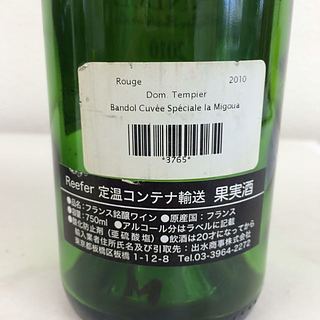 Rouge 2010
Dom. Tempier
Bandol Cuvée Spéciale la Migoua
*3765*
Reefer 定温コンテナ輸送 果実酒
●品名/フランス銘醸ワイン ●原産国：フランス
●容量：750ml ●アルコール分はラベルに記載
●酸化防止剤（亜硫酸塩）●飲酒は20才になってから
輸入業者住所氏名及び引取先：出水商事株式会社
東京都板橋区板橋 1-12-8 Tel.03-3964-2272